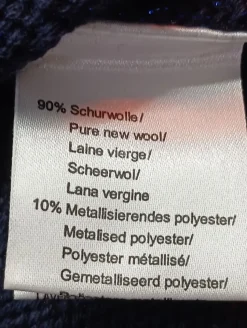 90% Schurwolle/
Pure new wool/
Laine vierge/
Scheerwol/
Lana vergine
10% Metallisierendes polyester/
Metalised polyester/
Polyester métallisé/
Gemetalliseerd polyester/